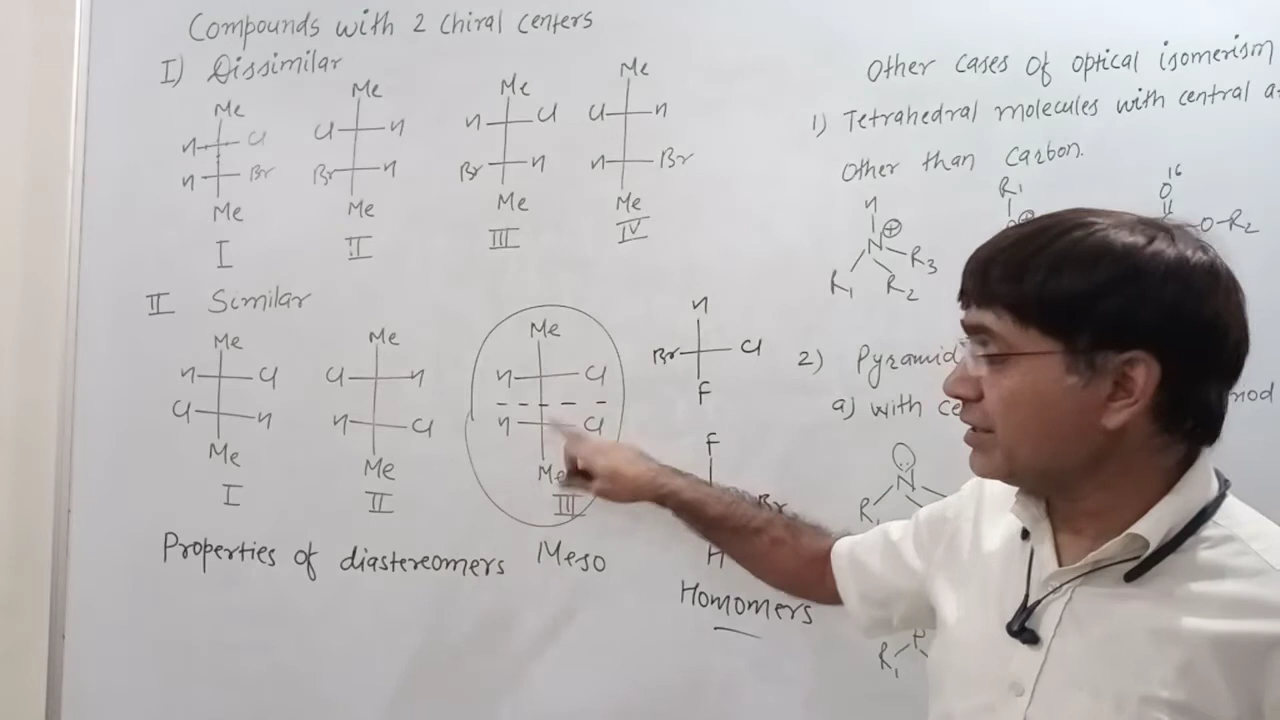 Compounds with 2 Chiral Centers
I) Dissimilar
Me Me Me Me
H Cl Cl H H Cl Cl H
H Br Br H Br H H Br
Me Me Me Me
I II III IV
II Similar
Me Me Me
H Cl Cl H H Cl
Cl H H Cl H Cl
Me Me Me
I II III
Properties of diastereomers Meso
H
Br Cl
F
F
Br
H
Homomers
Other cases of optical isomerism
1) Tetrahedral molecules with central
Other than Carbon.
H R1 O16
N⊕ ⊕ O-R2
R1 R2 R3
2) Pyramid
a) with
N
R
P
R1